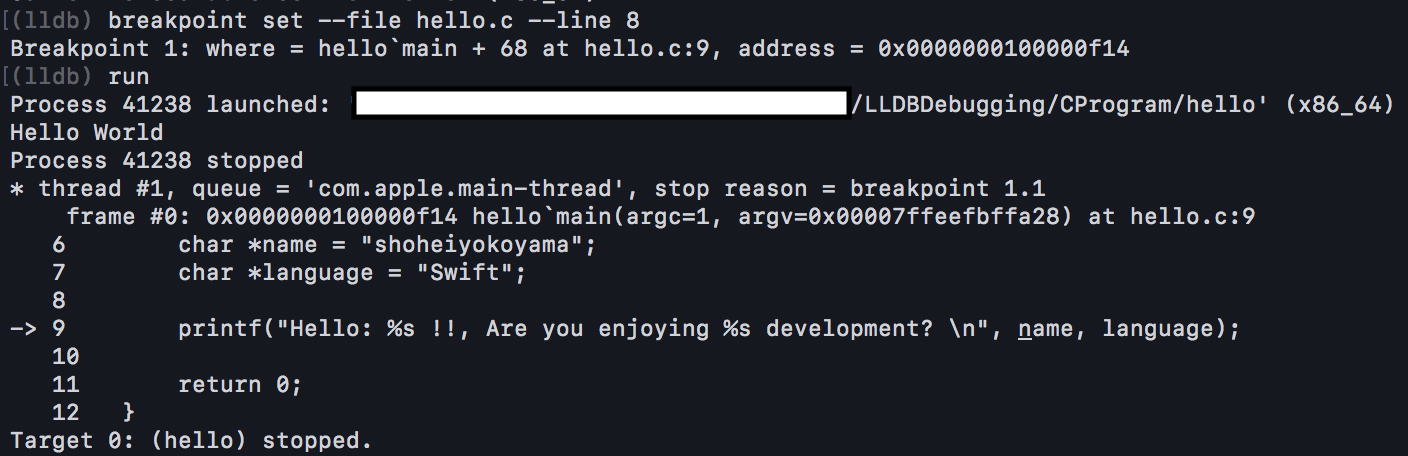 (lldb) breakpoint set --file hello.c --line 8
Breakpoint 1: where = hello`main + 68 at hello.c:9, address = 0x0000000100000f14
(lldb) run
Process 41238 launched: /LLDBDebugging/CProgram/hello' (x86_64)
Hello World
Process 41238 stopped
* thread #1, queue = 'com.apple.main-thread', stop reason = breakpoint 1.1
    frame #0: 0x0000000100000f14 hello`main(argc=1, argv=0x00007ffeefbffa28) at hello.c:9
   6        char *name = "shoheiyokoyama";
   7        char *language = "Swift";
   8
-> 9        printf("Hello: %s !!, Are you enjoying %s development? \n", name, language);
   10
   11       return 0;
   12   }
Target 0: (hello) stopped.